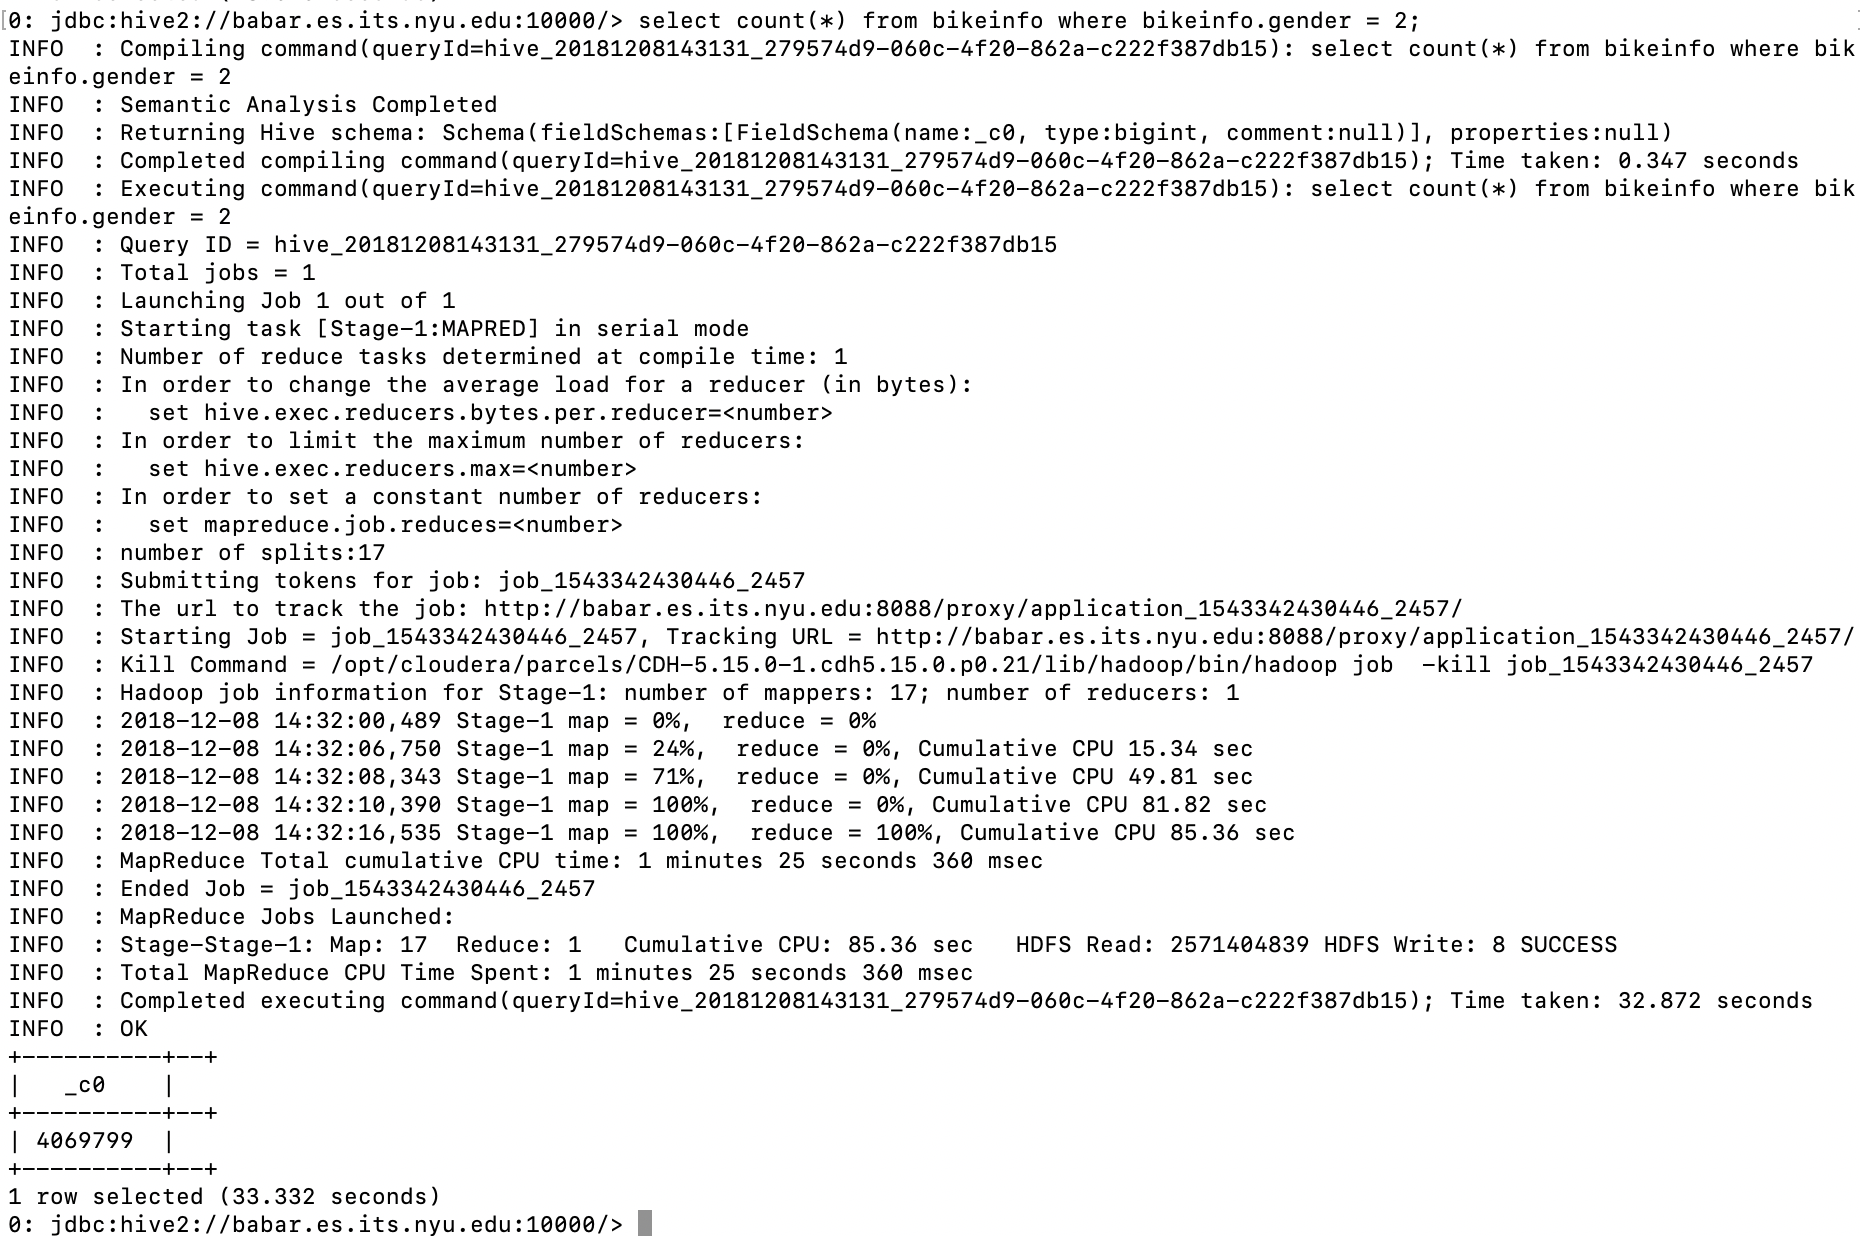 0: jdbc:hive2://babar.es.its.nyu.edu:10000/> select count(*) from bikeinfo where bikeinfo.gender = 2;
INFO  : Compiling command(queryId=hive_20181208143131_279574d9-060c-4f20-862a-c222f387db15): select count(*) from bikeinfo where bik
einfo.gender = 2
INFO  : Semantic Analysis Completed
INFO  : Returning Hive schema: Schema(fieldSchemas:[FieldSchema(name:_c0, type:bigint, comment:null)], properties:null)
INFO  : Completed compiling command(queryId=hive_20181208143131_279574d9-060c-4f20-862a-c222f387db15); Time taken: 0.347 seconds
INFO  : Executing command(queryId=hive_20181208143131_279574d9-060c-4f20-862a-c222f387db15): select count(*) from bikeinfo where bik
einfo.gender = 2
INFO  : Query ID = hive_20181208143131_279574d9-060c-4f20-862a-c222f387db15
INFO  : Total jobs = 1
INFO  : Launching Job 1 out of 1
INFO  : Starting task [Stage-1:MAPRED] in serial mode
INFO  : Number of reduce tasks determined at compile time: 1
INFO  : In order to change the average load for a reducer (in bytes):
INFO  :   set hive.exec.reducers.bytes.per.reducer=<number>
INFO  : In order to limit the maximum number of reducers:
INFO  :   set hive.exec.reducers.max=<number>
INFO  : In order to set a constant number of reducers:
INFO  :   set mapreduce.job.reduces=<number>
INFO  : number of splits:17
INFO  : Submitting tokens for job: job_1543342430446_2457
INFO  : The url to track the job: http://babar.es.its.nyu.edu:8088/proxy/application_1543342430446_2457/
INFO  : Starting Job = job_1543342430446_2457, Tracking URL = http://babar.es.its.nyu.edu:8088/proxy/application_1543342430446_2457/
INFO  : Kill Command = /opt/cloudera/parcels/CDH-5.15.0-1.cdh5.15.0.p0.21/lib/hadoop/bin/hadoop job  -kill job_1543342430446_2457
INFO  : Hadoop job information for Stage-1: number of mappers: 17; number of reducers: 1
INFO  : 2018-12-08 14:32:00,489 Stage-1 map = 0%,  reduce = 0%
INFO  : 2018-12-08 14:32:06,750 Stage-1 map = 24%,  reduce = 0%, Cumulative CPU 15.34 sec
INFO  : 2018-12-08 14:32:08,343 Stage-1 map = 71%,  reduce = 0%, Cumulative CPU 49.81 sec
INFO  : 2018-12-08 14:32:10,390 Stage-1 map = 100%,  reduce = 0%, Cumulative CPU 81.82 sec
INFO  : 2018-12-08 14:32:16,535 Stage-1 map = 100%,  reduce = 100%, Cumulative CPU 85.36 sec
INFO  : MapReduce Total cumulative CPU time: 1 minutes 25 seconds 360 msec
INFO  : Ended Job = job_1543342430446_2457
INFO  : MapReduce Jobs Launched:
INFO  : Stage-Stage-1: Map: 17  Reduce: 1   Cumulative CPU: 85.36 sec   HDFS Read: 2571404839 HDFS Write: 8 SUCCESS
INFO  : Total MapReduce CPU Time Spent: 1 minutes 25 seconds 360 msec
INFO  : Completed executing command(queryId=hive_20181208143131_279574d9-060c-4f20-862a-c222f387db15); Time taken: 32.872 seconds
INFO  : OK
+----------+--+
|   _c0    |
+----------+--+
| 4069799  |
+----------+--+
1 row selected (33.332 seconds)
0: jdbc:hive2://babar.es.its.nyu.edu:10000/>